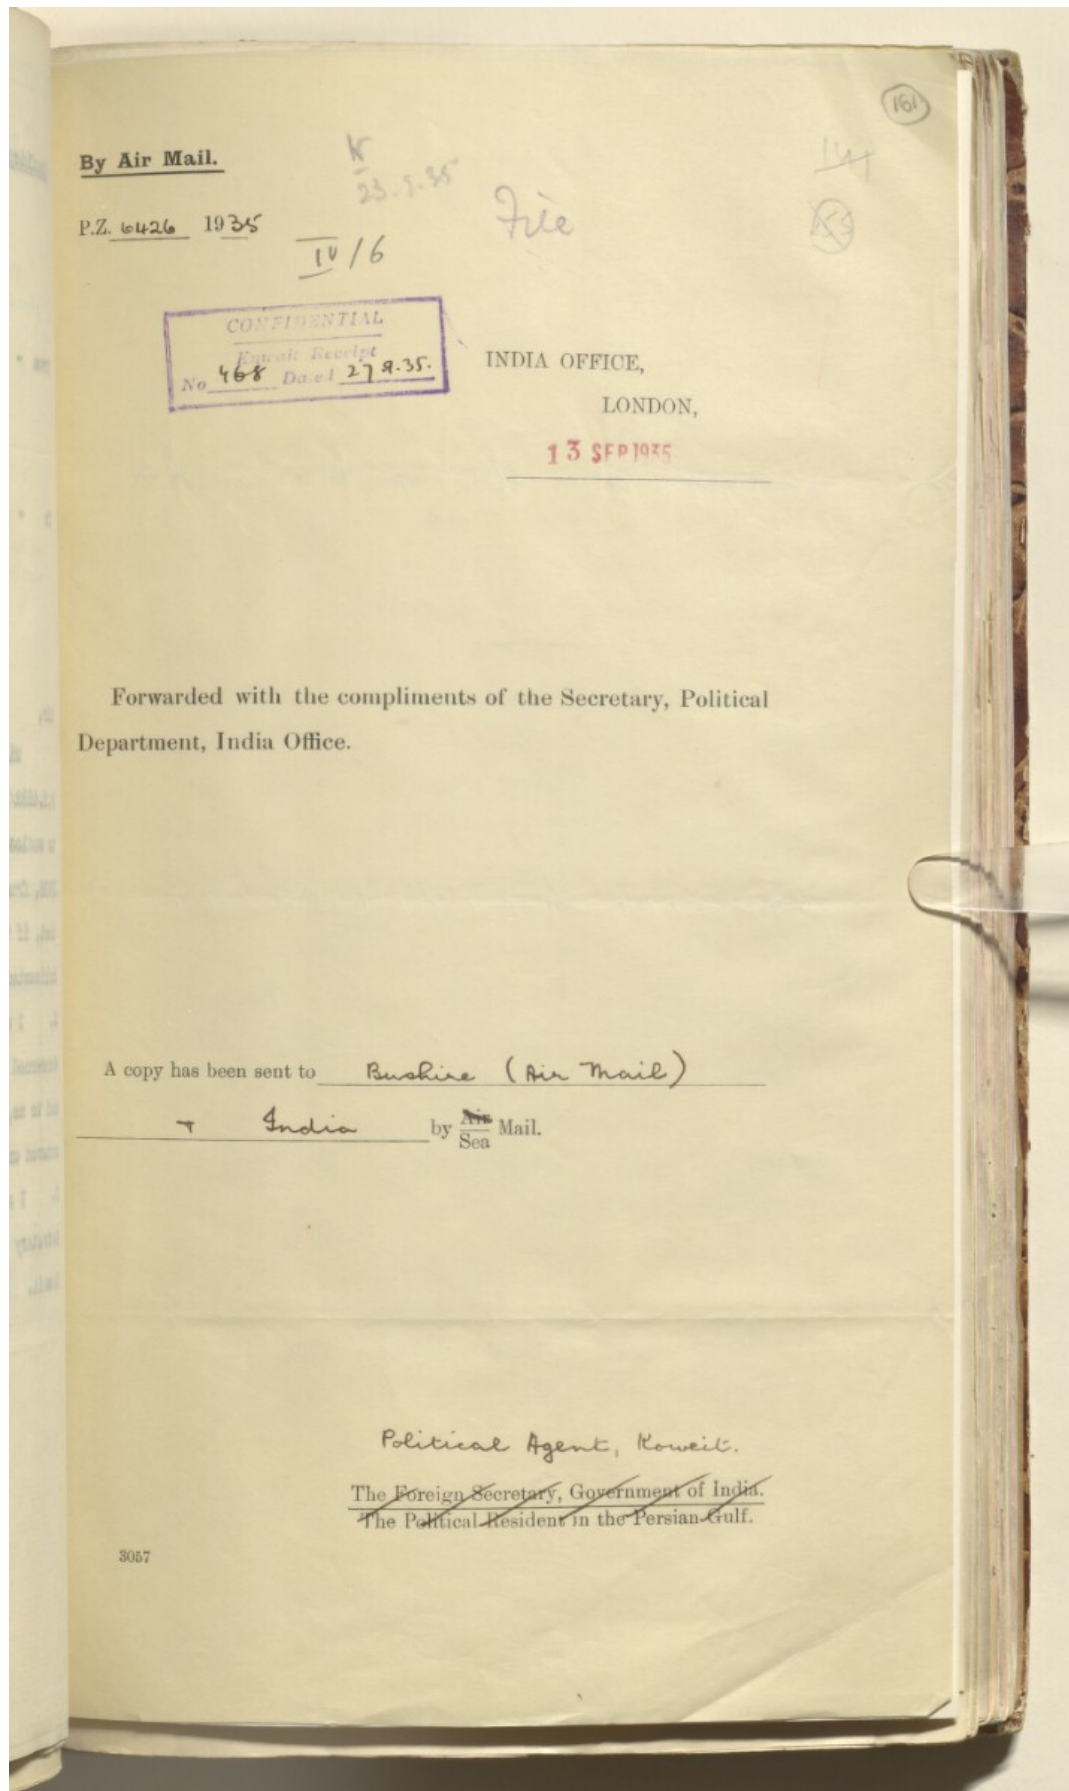 161
By Air Mail.
K
23.9.35
141
P.Z. 6426 1935
File
IV/6
CONFIDENTIAL
Kuwait Receipt
No 468 Dated 27.9.35.
INDIA OFFICE,
LONDON,
13 SEP 1935
Forwarded with the compliments of the Secretary, Political
Department, India Office.
A copy has been sent to Bushire (Air Mail)
+ India by Air Mail.
Sea
Political Agent, Koweit.
The Foreign Secretary, Government of India.
The Political Resident in the Persian Gulf.
3057